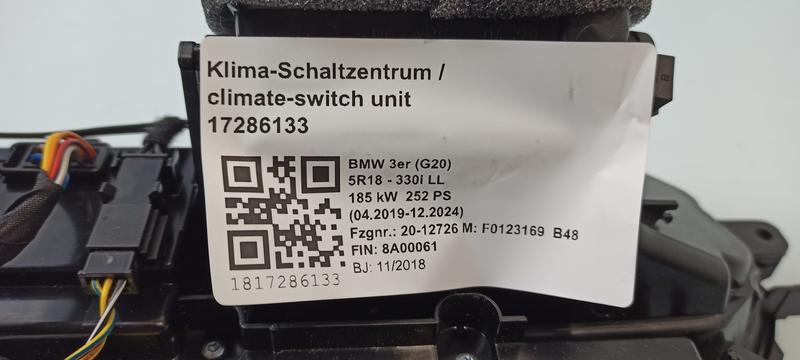 Klima-Schaltzentrum /
climate-switch unit
17286133
BMW 3er (G20)
5R18 - 330i LL
185 kW 252 PS
(04.2019-12.2024)
Fzgnr.: 20-12726 M: F0123169 B48
FIN: 8A00061
BJ: 11/2018
1817286133